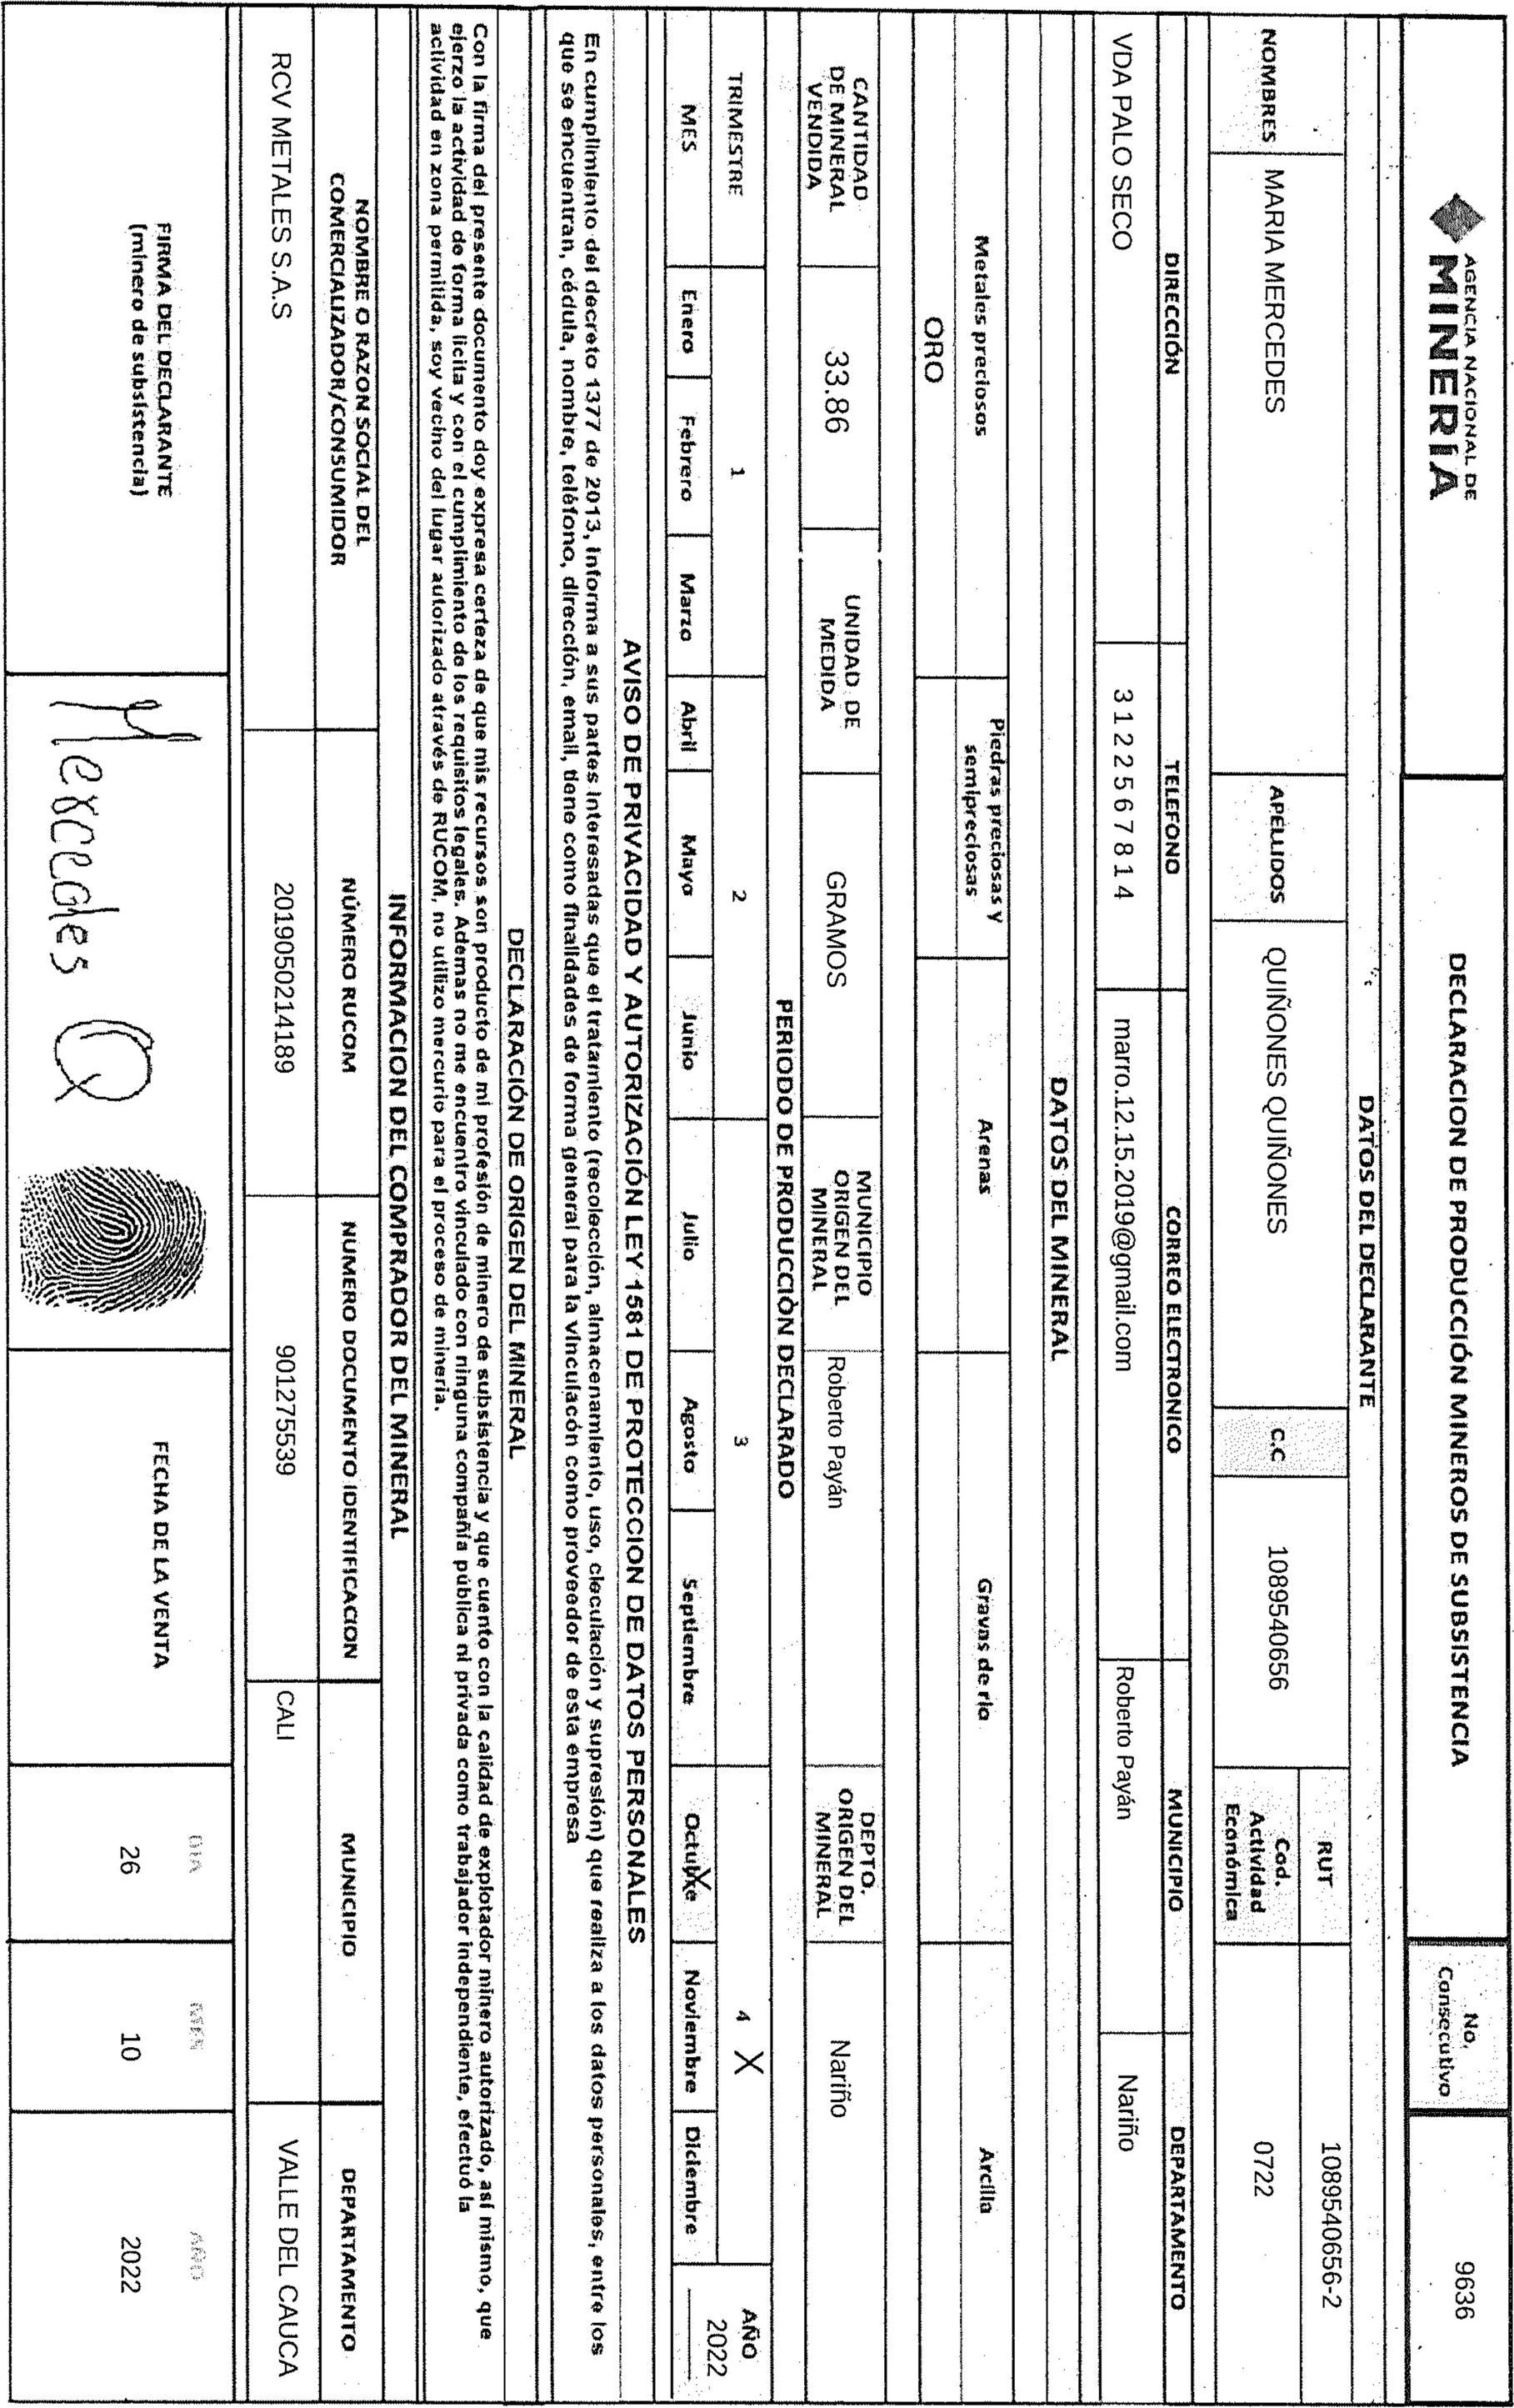 AGENCIA NACIONAL DE
MINERÍA
DECLARACION DE PRODUCCIÓN MINEROS DE SUBSISTENCIA
No.
Consecutivo
9636
DATOS DEL DECLARANTE
NOMBRES
MARIA MERCEDES
APELLIDOS
QUIÑONES QUIÑONES
C.C
1089540656
RUT
1089540656-2
Cod.
Actividad
Económica
0722
DIRECCIÓN
TELEFONO
CORREO ELECTRONICO
MUNICIPIO
DEPARTAMENTO
VDA PALO SECO
3122567814
marro.12.15.2019@gmail.com
Roberto Payán
Nariño
DATOS DEL MINERAL
Metales preciosos
Piedras preciosas y
semipreciosas
Arenas
Gravas de rio
Arcilla
ORO
CANTIDAD
DE MINERAL
VENDIDA
33.86
UNIDAD DE
MEDIDA
GRAMOS
MUNICIPIO
ORIGEN DEL
MINERAL
Roberto Payán
DEPTO.
ORIGEN DEL
MINERAL
Nariño
PERIODO DE PRODUCCIÓN DECLARADO
TRIMESTRE
1
2
3
4 X
AÑO
2022
MES
Enero
Febrero
Marzo
Abril
Mayo
Junio
Julio
Agosto
Septiembre
Octubre X
Noviembre
Diciembre
AVISO DE PRIVACIDAD Y AUTORIZACIÓN LEY 1581 DE PROTECCION DE DATOS PERSONALES
En cumplimiento del decreto 1377 de 2013, informa a sus partes interesadas que el tratamiento (recolección, almacenamiento, uso, cloculación y supresión) que realiza a los datos personales, entre los
que se encuentran, cédula, nombre, teléfono, dirección, email, tiene como finalidades de forma general para la vinculacón como proveedor de esta empresa
DECLARACIÓN DE ORIGEN DEL MINERAL
Con la firma del presente documento doy expresa certeza de que mis recursos son producto de mi profesión de minero de subsistencia y que cuento con la calidad de explotador minero autorizado, así mismo, que
ejerzo la actividad de forma licita y con el cumplimiento de los requisitos legales. Ademas no me encuentro vinculado con ninguna compañía pública ni privada como trabajador independiente, efectuó la
actividad en zona permitida, soy vecino del lugar autorizado através de RUCOM, no utilizo mercurio para el proceso de mineria.
INFORMACION DEL COMPRADOR DEL MINERAL
NOMBRE O RAZON SOCIAL DEL
COMERCIALIZADOR/CONSUMIDOR
NÚMERO RUCOM
NUMERO DOCUMENTO IDENTIFICACION
MUNICIPIO
DEPARTAMENTO
RCV METALES S.A.S
2019050214189
901275539
CALI
VALLE DEL CAUCA
FIRMA DEL DECLARANTE
(minero de subsistencia)
Mercedes Q
FECHA DE LA VENTA
DIA
MES
AÑO
26
10
2022